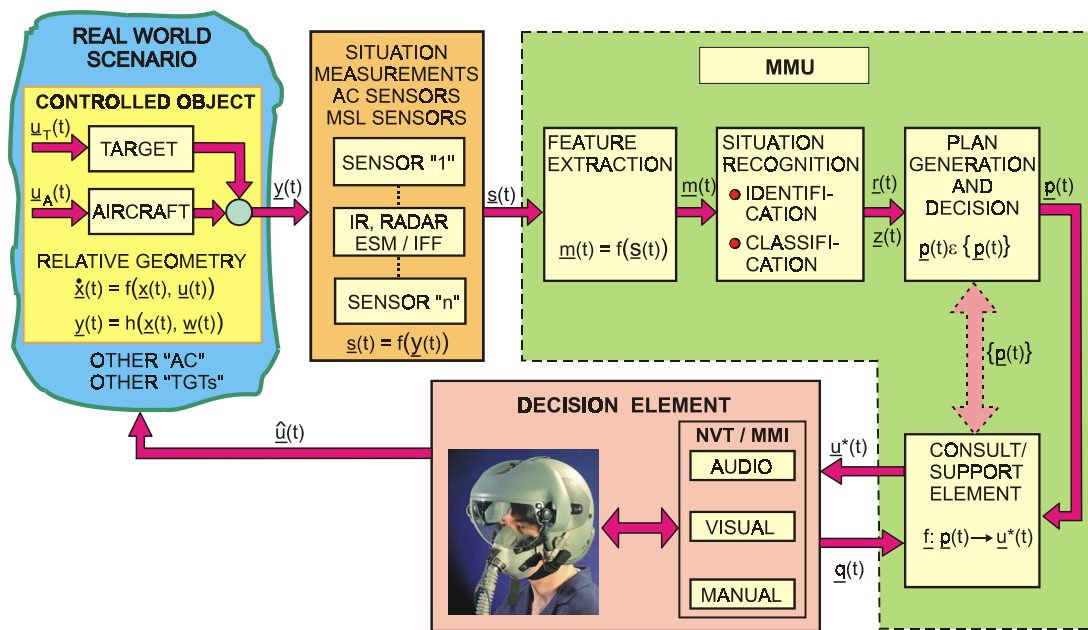 REAL WORLD
SCENARIO
CONTROLLED OBJECT
u_T(t)
TARGET
u_A(t)
AIRCRAFT
RELATIVE GEOMETRY
ẋ(t) = f(x(t), u(t))
y(t) = h(x(t), w(t))
OTHER "AC"
OTHER "TGTs"
y(t)
SITUATION
MEASUREMENTS
AC SENSORS
MSL SENSORS
SENSOR "1"
IR, RADAR
ESM / IFF
SENSOR "n"
s(t) = f(y(t))
s(t)
MMU
FEATURE
EXTRACTION
m(t) = f(s(t))
m(t)
SITUATION
RECOGNITION
IDENTIFI-
CATION
CLASSIFI-
CATION
r(t)
z(t)
PLAN
GENERATION
AND
DECISION
p(t)ε {p(t)}
p(t)
{p(t)}
CONSULT/
SUPPORT
ELEMENT
f: p(t)→u*(t)
u*(t)
q(t)
DECISION ELEMENT
NVT / MMI
AUDIO
VISUAL
MANUAL
û(t)